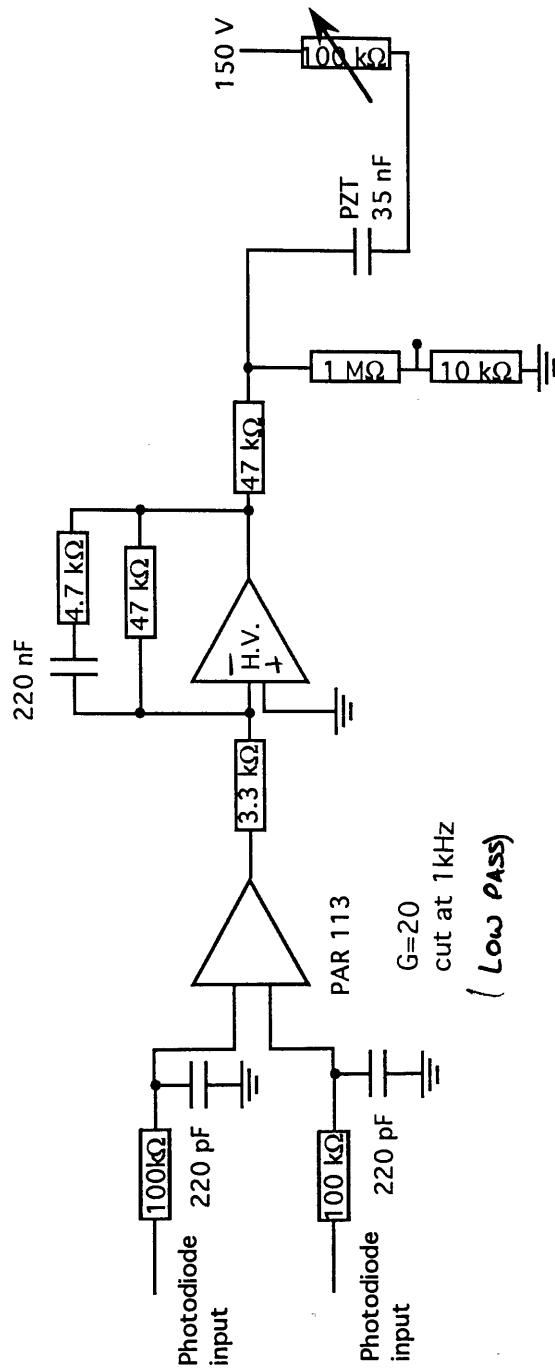 Photodiode
input
100kΩ
220 pF
Photodiode
input
100 kΩ
220 pF
PAR 113
G=20
cut at 1kHz
( LOW PASS)
3.3 kΩ
220 nF
4.7 kΩ
47 kΩ
−
H.V.
+
47 kΩ
1 MΩ
10 kΩ
PZT
35 nF
150 V
100 kΩ